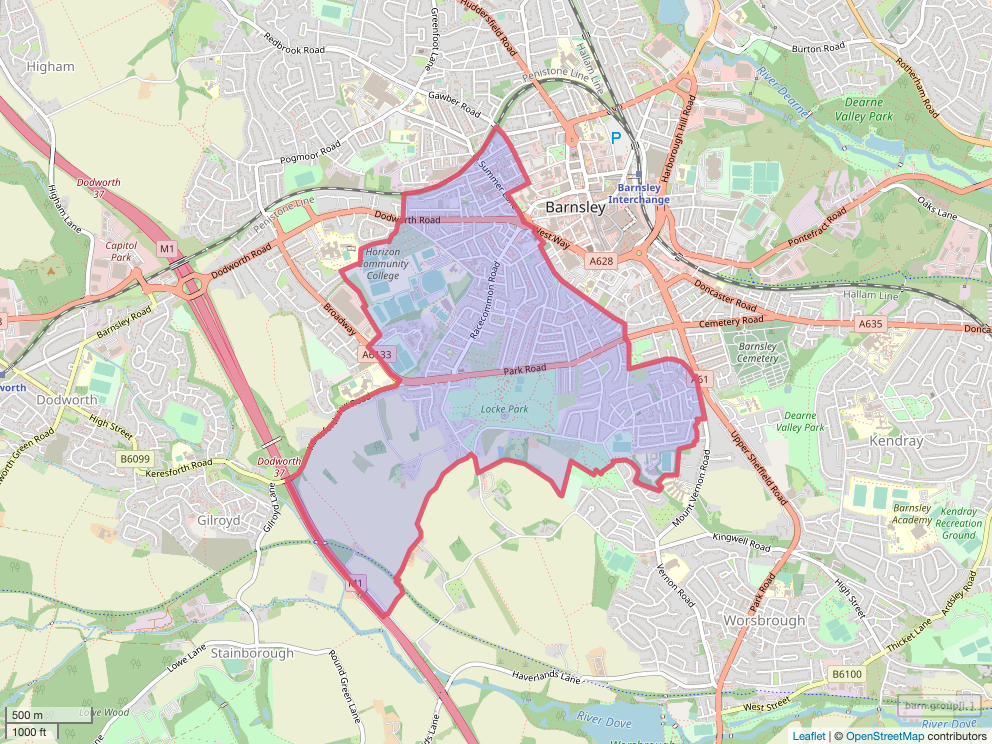 Huddersfield Road
Greenfoot Lane
Redbrook Road
Hallam Line
Burton Road
Higham
Penistone Line
River Dearne
Rotherham Road
Gawber Road
Dearne
Valley Park
P
Harborough Hill Road
Pogmoor Road
Dodworth
37
Summer
Barnsley
Interchange
Higham Lane
Penistone Line
Barnsley
Oaks Lane
Dodworth Road
Pontefract Road
M1
Capitol
Park
Dodworth Road
Horizon
Community
College
West Way
A628
Racecommon Road
Doncaster Road
Hallam Line
Barnsley Road
Broadway
Cemetery Road
A635
Barnsley
Cemetery
A6133
Park Road
A61
Dodworth
Locke Park
Dearne
Valley Park
High Street
Kendray
Upper Sheffield Road
B6099
Dodworth
37
Keresforth Road
Mount Vernon Road
Gilroyd Lane
Gilroyd
Barnsley
Academy
Kendray
Recreation
Ground
Kingwell Road
M1
Vernon Road
Park Road
High Street
Ardsley Road
Worsbrough
Thicket Lane
Lowe Lane
Stainborough
Round Green Lane
Haverlands Lane
B6100
West Street
Lowe Wood
500 m
1000 ft
River Dove
River Dove
Leaflet | © OpenStreetMap contributors